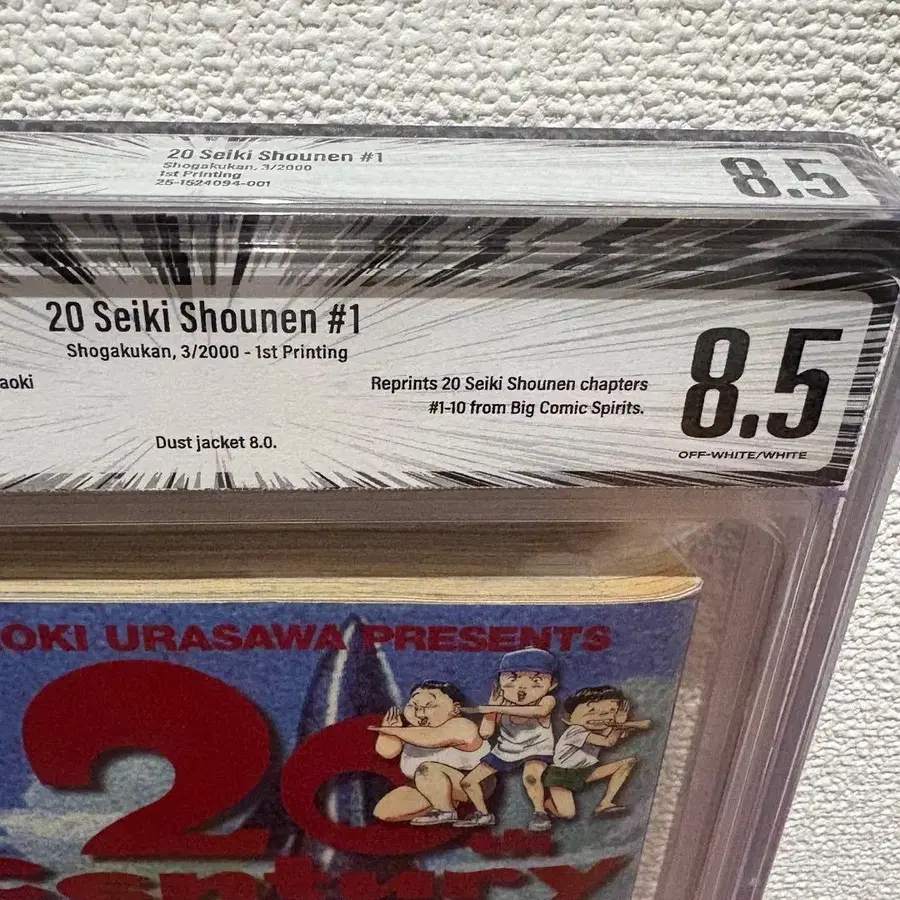 20 Seiki Shounen #1
Shogakukan, 3/2000
1st Printing
25-1524094-001
8.5
20 Seiki Shounen #1
Shogakukan, 3/2000 - 1st Printing
aoki
Reprints 20 Seiki Shounen chapters
#1-10 from Big Comic Spirits.
Dust jacket 8.0.
8.5
OFF-WHITE/WHITE
OKI URASAWA PRESENTS
20th
Century